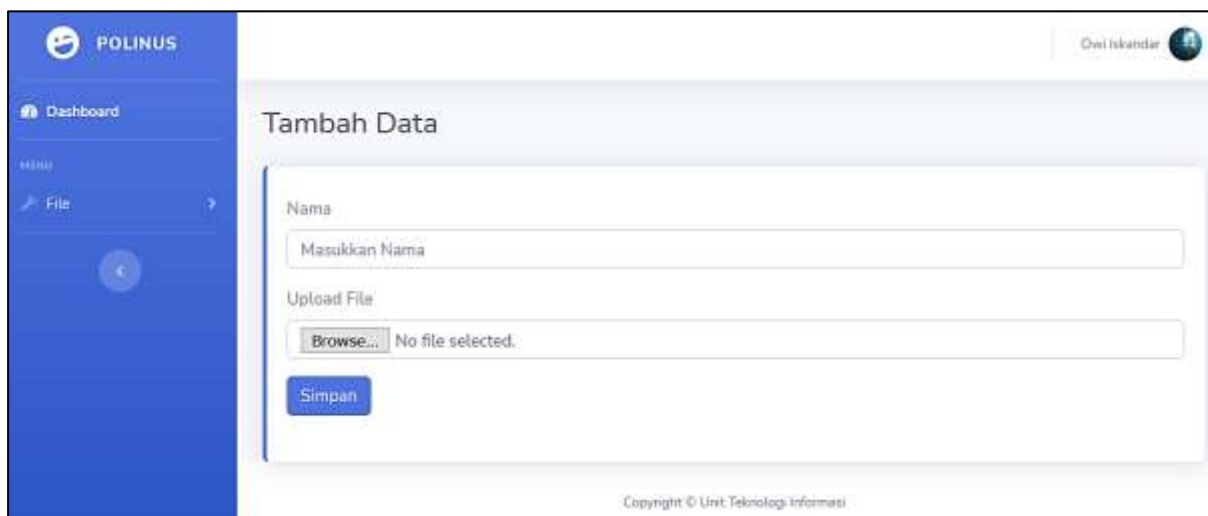 POLINUS
Owi Iskandar
Dashboard
Tambah Data
MENU
File
Nama
Masukkan Nama
Upload File
Browse... No file selected.
Simpan
Copyright © Unit Teknologi Informasi